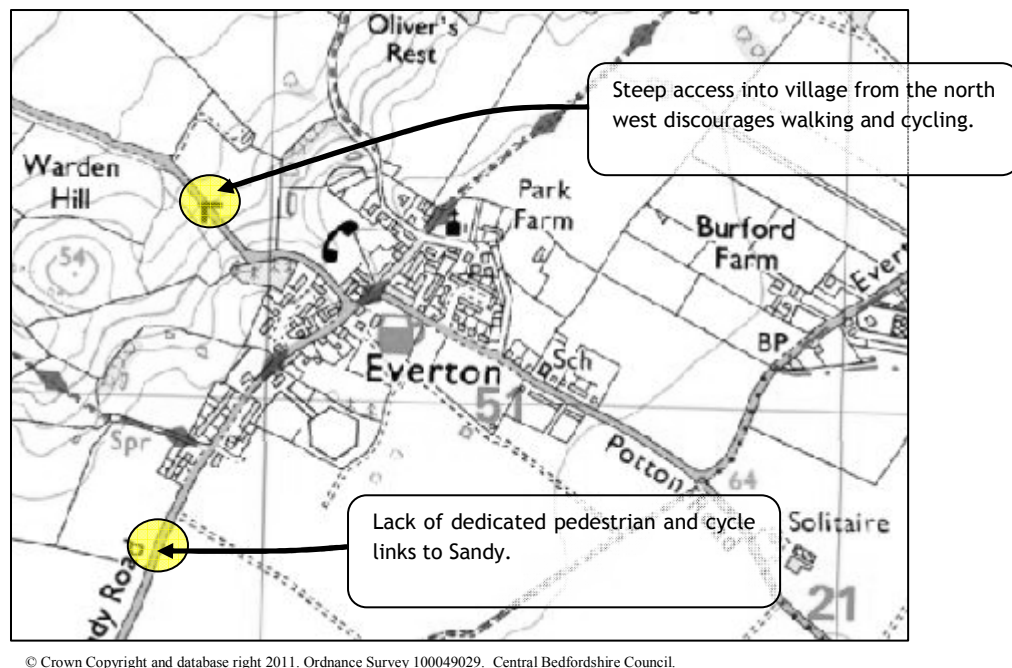 Oliver's
Rest
Steep access into village from the north
west discourages walking and cycling.
Warden
Hill
54
Park
Farm
Burford
Farm
Ever
BP
Everton
Sch
51
Spr
Potton
64
Lack of dedicated pedestrian and cycle
links to Sandy.
Solitaire
dy Road
21
© Crown Copyright and database right 2011. Ordnance Survey 100049029. Central Bedfordshire Council.